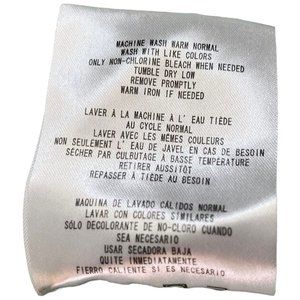 MACHINE WASH WARM NORMAL
WASH WITH LIKE COLORS
ONLY NON-CHLORINE BLEACH WHEN NEEDED
TUMBLE DRY LOW
REMOVE PROMPTLY
WARM IRON IF NEEDED
LAVER À LA MACHINE À L' EAU TIÈDE
AU CYCLE NORMAL
LAVER AVEC LES MÊMES COULEURS
NON SEULEMENT L' EAU DE JAVEL EN CAS DE BESOIN
SÉCHER PAR CULBUTAGE À BASSE TEMPÉRATURE
RETIRER AUSSITÔT
REPASSER À TIÈDE AU BESOIN
MAQUINA DE LAVADO CÁLIDOS NORMAL
LAVAR CON COLORES SIMILARES
SÓLO DECOLORANTE DE NO-CLORO CUANDO
SEA NECESARIO
USAR SECADORA BAJA
QUITE INMEDIATAMENTE
FIERRO CALIENTE SI ES NECESARIO